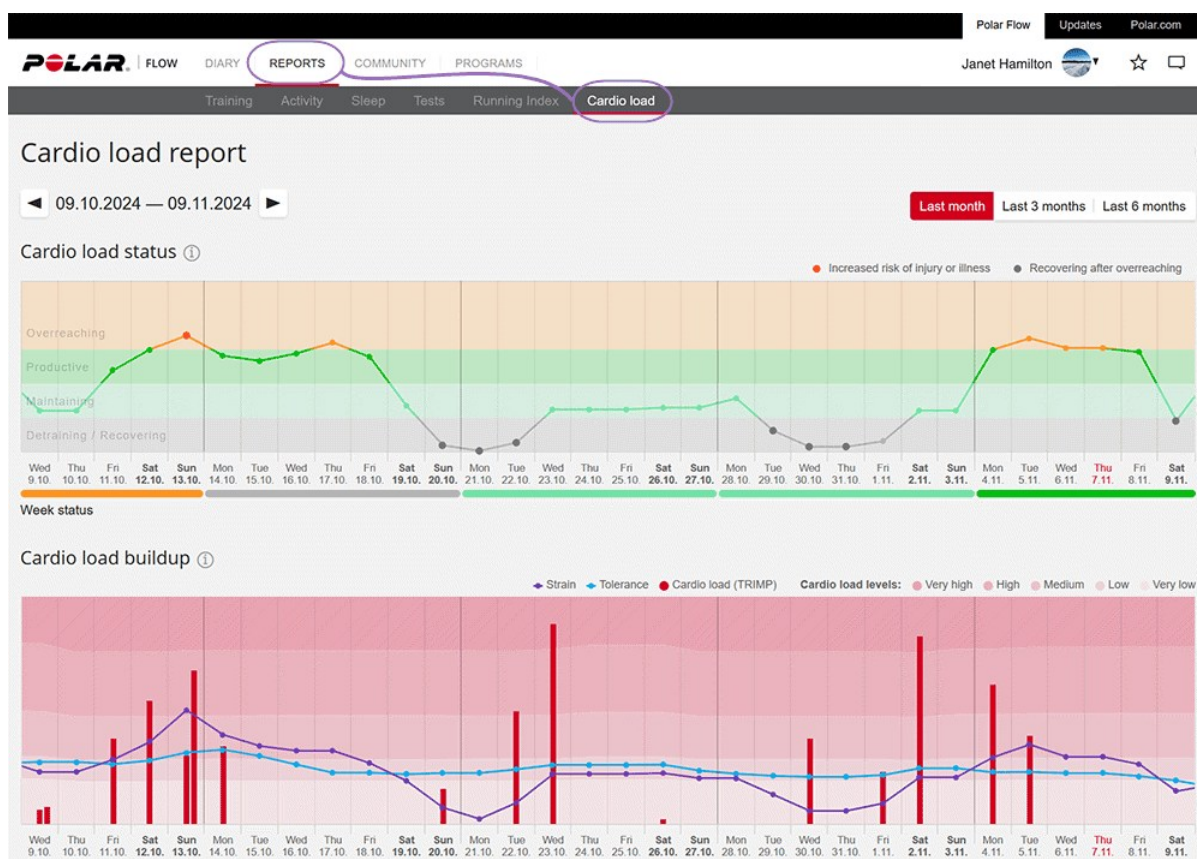 Polar Flow Updates Polar.com
POLAR. FLOW DIARY REPORTS COMMUNITY PROGRAMS Janet Hamilton
Training Activity Sleep Tests Running Index Cardio load
Cardio load report
09.10.2024 — 09.11.2024
Last month Last 3 months Last 6 months
Cardio load status
Increased risk of injury or illness Recovering after overreaching
Overreaching
Productive
Maintaining
Detraining / Recovering
Wed Thu Fri Sat Sun Mon Tue Wed Thu Fri Sat Sun Mon Tue Wed Thu Fri Sat Sun Mon Tue Wed Thu Fri Sat Sun Mon Tue Wed Thu Fri Sat
9.10. 10.10. 11.10. 12.10. 13.10. 14.10. 15.10. 16.10. 17.10. 18.10. 19.10. 20.10. 21.10. 22.10. 23.10. 24.10. 25.10. 26.10. 27.10. 28.10. 29.10. 30.10. 31.10. 1.11. 2.11. 3.11. 4.11. 5.11. 6.11. 7.11. 8.11. 9.11.
Week status
Cardio load buildup
Strain Tolerance Cardio load (TRIMP) Cardio load levels: Very high High Medium Low Very low
Wed Thu Fri Sat Sun Mon Tue Wed Thu Fri Sat Sun Mon Tue Wed Thu Fri Sat Sun Mon Tue Wed Thu Fri Sat Sun Mon Tue Wed Thu Fri Sat
9.10. 10.10. 11.10. 12.10. 13.10. 14.10. 15.10. 16.10. 17.10. 18.10. 19.10. 20.10. 21.10. 22.10. 23.10. 24.10. 25.10. 26.10. 27.10. 28.10. 29.10. 30.10. 31.10. 1.11. 2.11. 3.11. 4.11. 5.11. 6.11. 7.11. 8.11. 9.11.